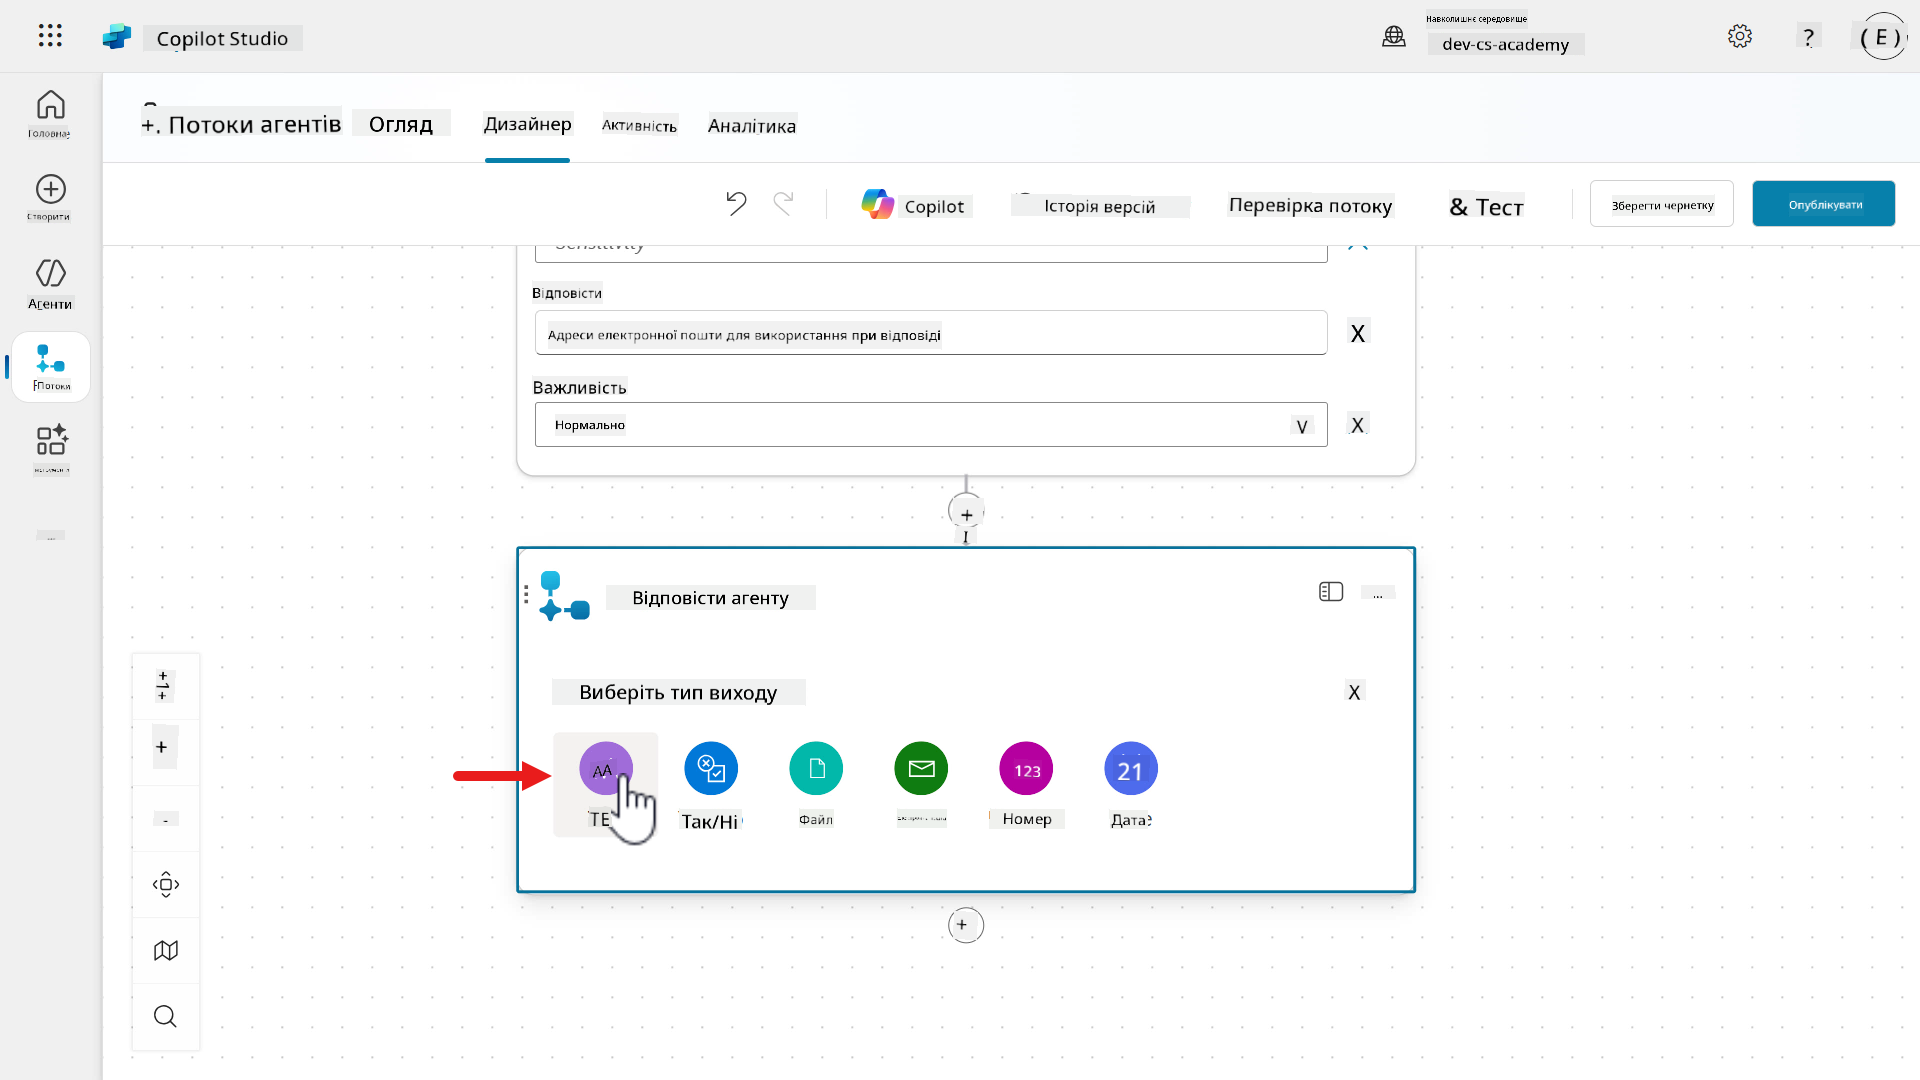 Copilot Studio
Навколишнє середовище
dev-cs-academy
?
( E )
Головна
+. Потоки агентів
Огляд
Дизайнер
Активність
Аналітика
Створити
Copilot
Історія версій
Перевірка потоку
& Тест
Зберегти чернетку
Опублікувати
Агенти
Потоки
Sensitivity
Відповісти
Адреси електронної пошти для використання при відповіді
X
Важливість
Нормально
V
X
...
+
Відповісти агенту
...
Виберіть тип виходу
X
AA
123
21
ТЕ
Так/Ні
Файл
Номер
Дата
+
-
+